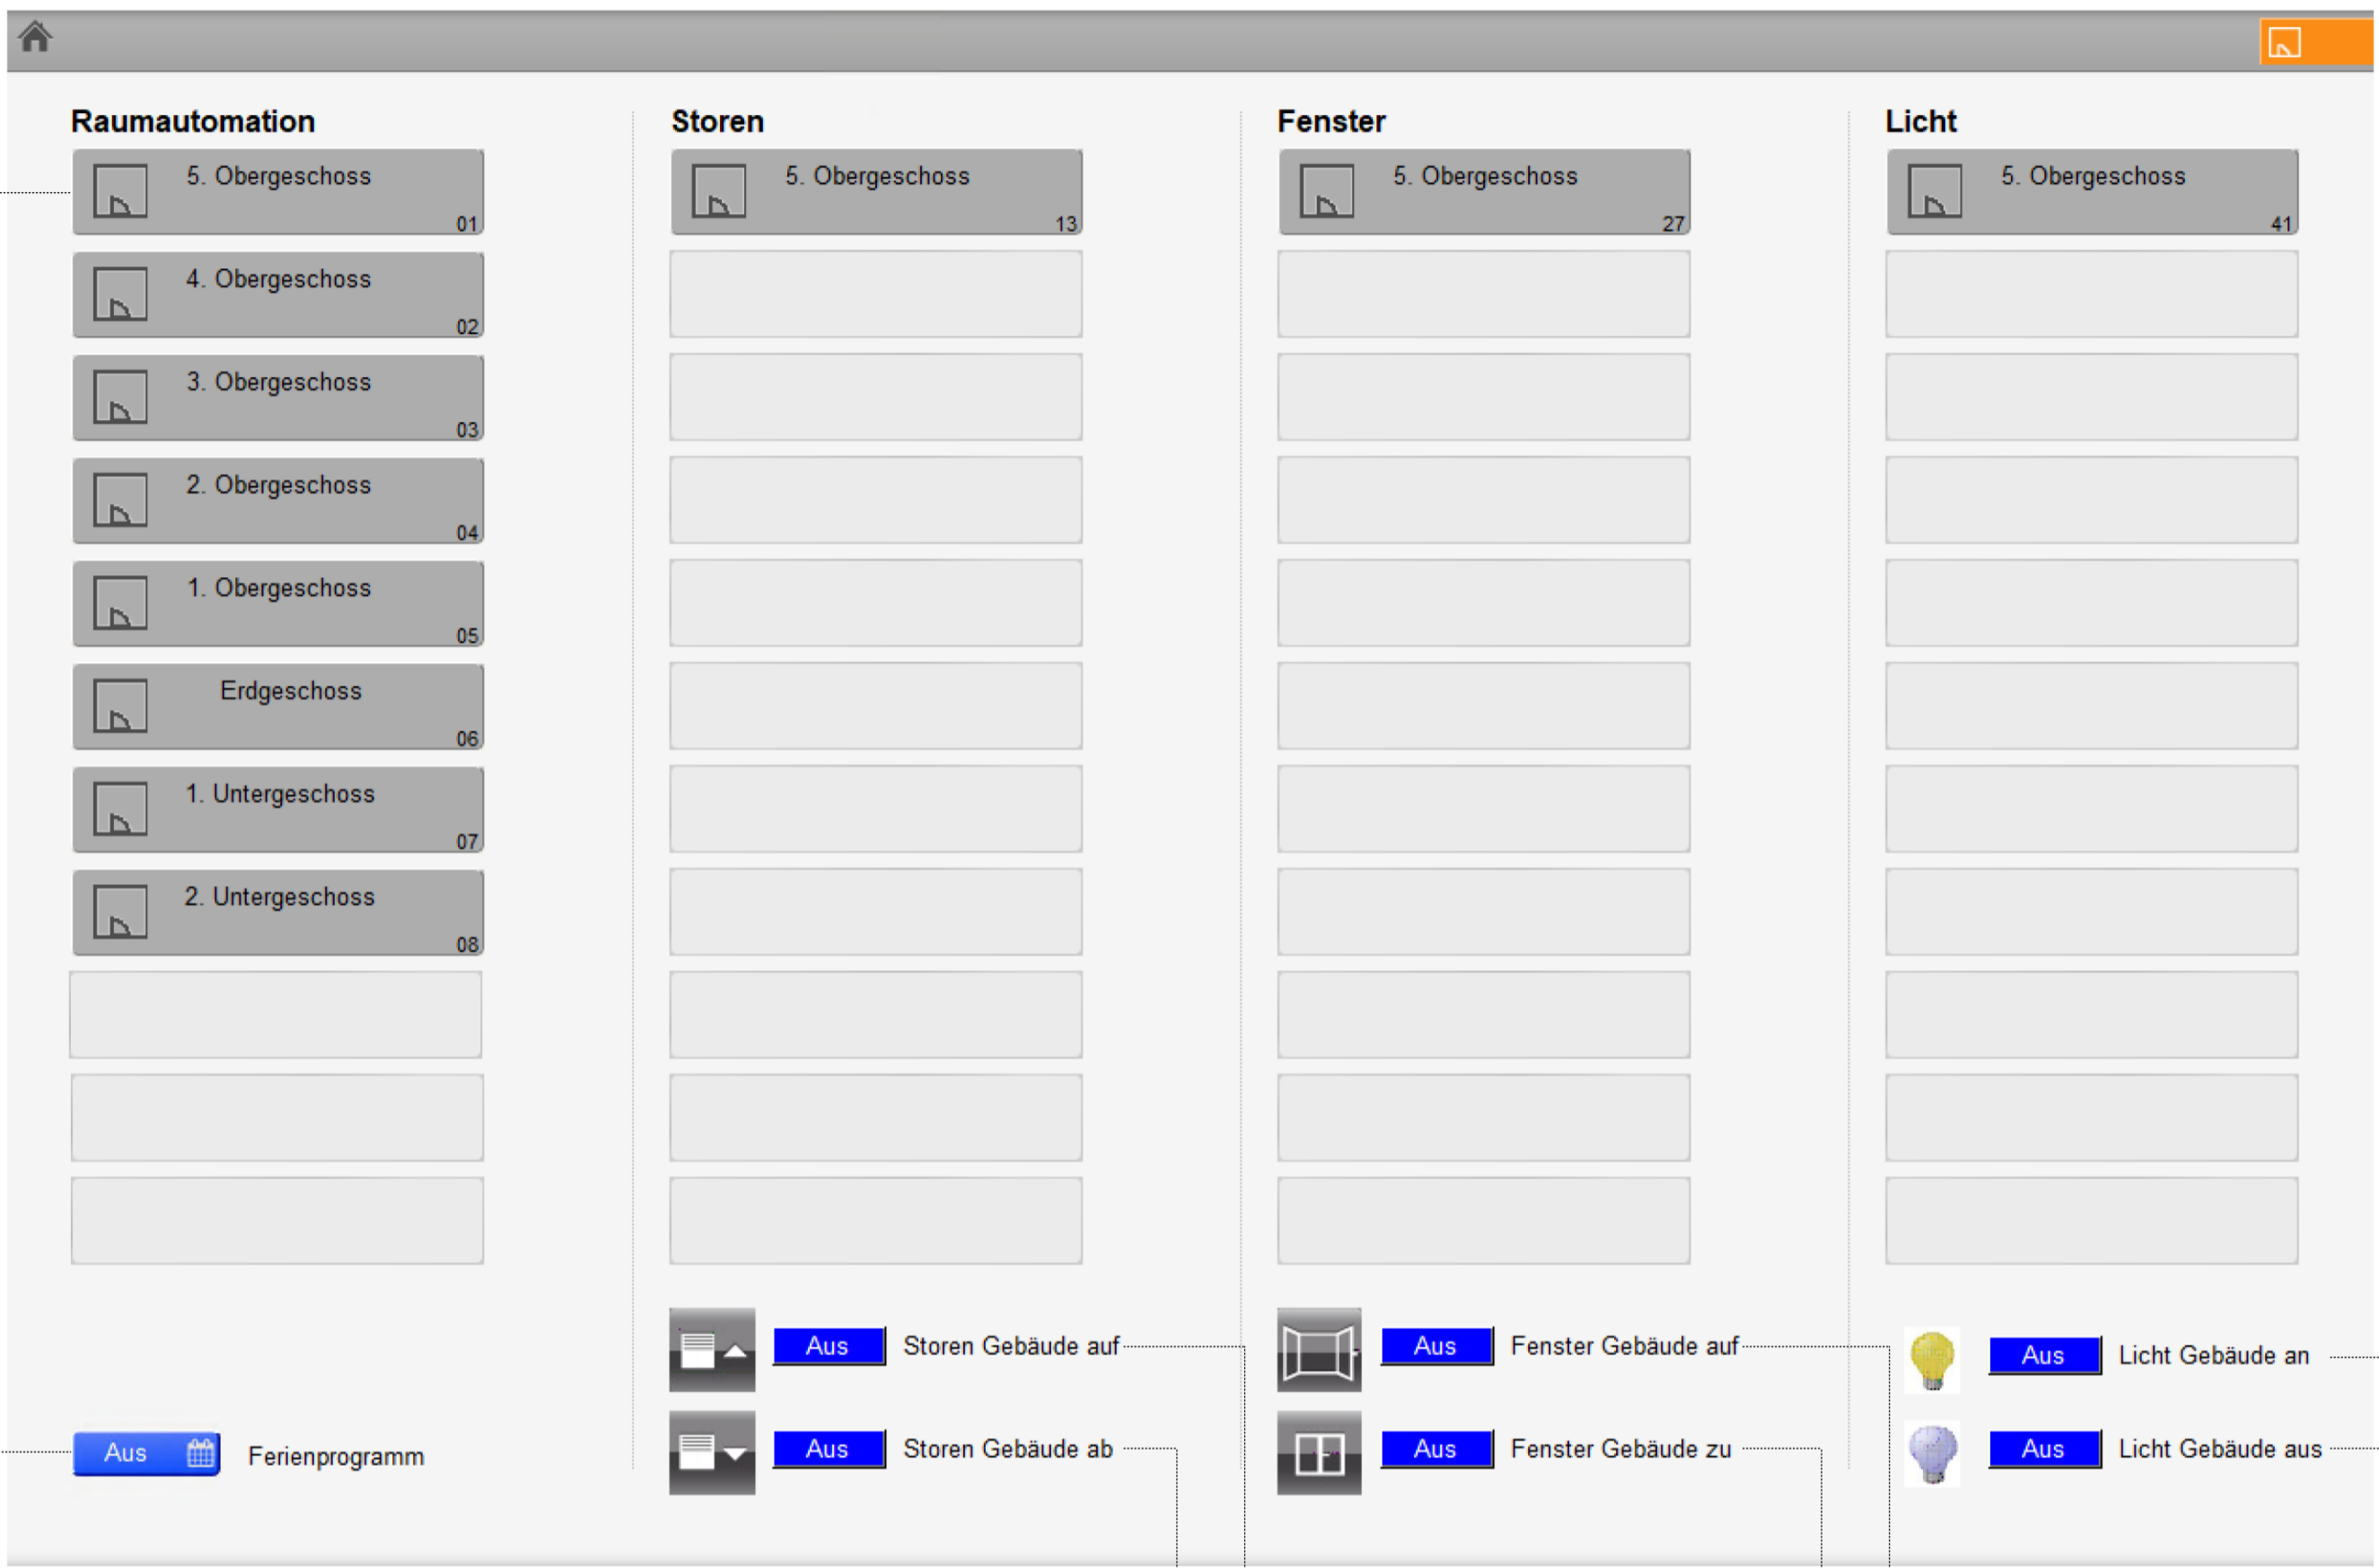 Raumautomation
5. Obergeschoss
01
4. Obergeschoss
02
3. Obergeschoss
03
2. Obergeschoss
04
1. Obergeschoss
05
Erdgeschoss
06
1. Untergeschoss
07
2. Untergeschoss
08
Aus
Ferienprogramm
Storen
5. Obergeschoss
13
Aus
Storen Gebäude auf
Aus
Storen Gebäude ab
Fenster
5. Obergeschoss
27
Aus
Fenster Gebäude auf
Aus
Fenster Gebäude zu
Licht
5. Obergeschoss
41
Aus
Licht Gebäude an
Aus
Licht Gebäude aus